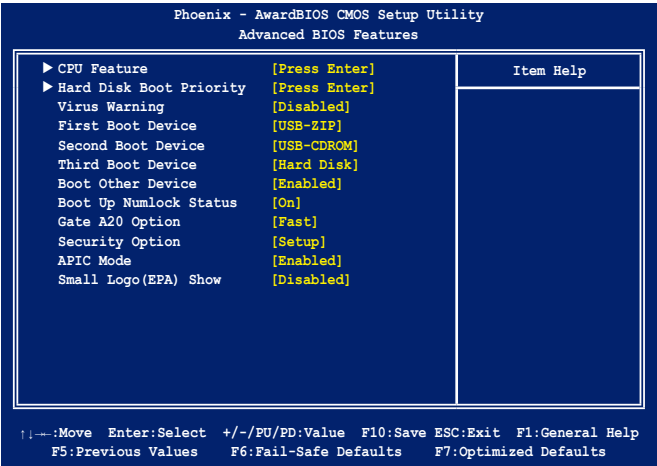 Phoenix - AwardBIOS CMOS Setup Utility
Advanced BIOS Features
▶ CPU Feature [Press Enter]
▶ Hard Disk Boot Priority [Press Enter]
Virus Warning [Disabled]
First Boot Device [USB-ZIP]
Second Boot Device [USB-CDROM]
Third Boot Device [Hard Disk]
Boot Other Device [Enabled]
Boot Up Numlock Status [On]
Gate A20 Option [Fast]
Security Option [Setup]
APIC Mode [Enabled]
Small Logo(EPA) Show [Disabled]
Item Help
↑↓→←:Move Enter:Select +/-/PU/PD:Value F10:Save ESC:Exit F1:General Help
F5:Previous Values F6:Fail-Safe Defaults F7:Optimized Defaults